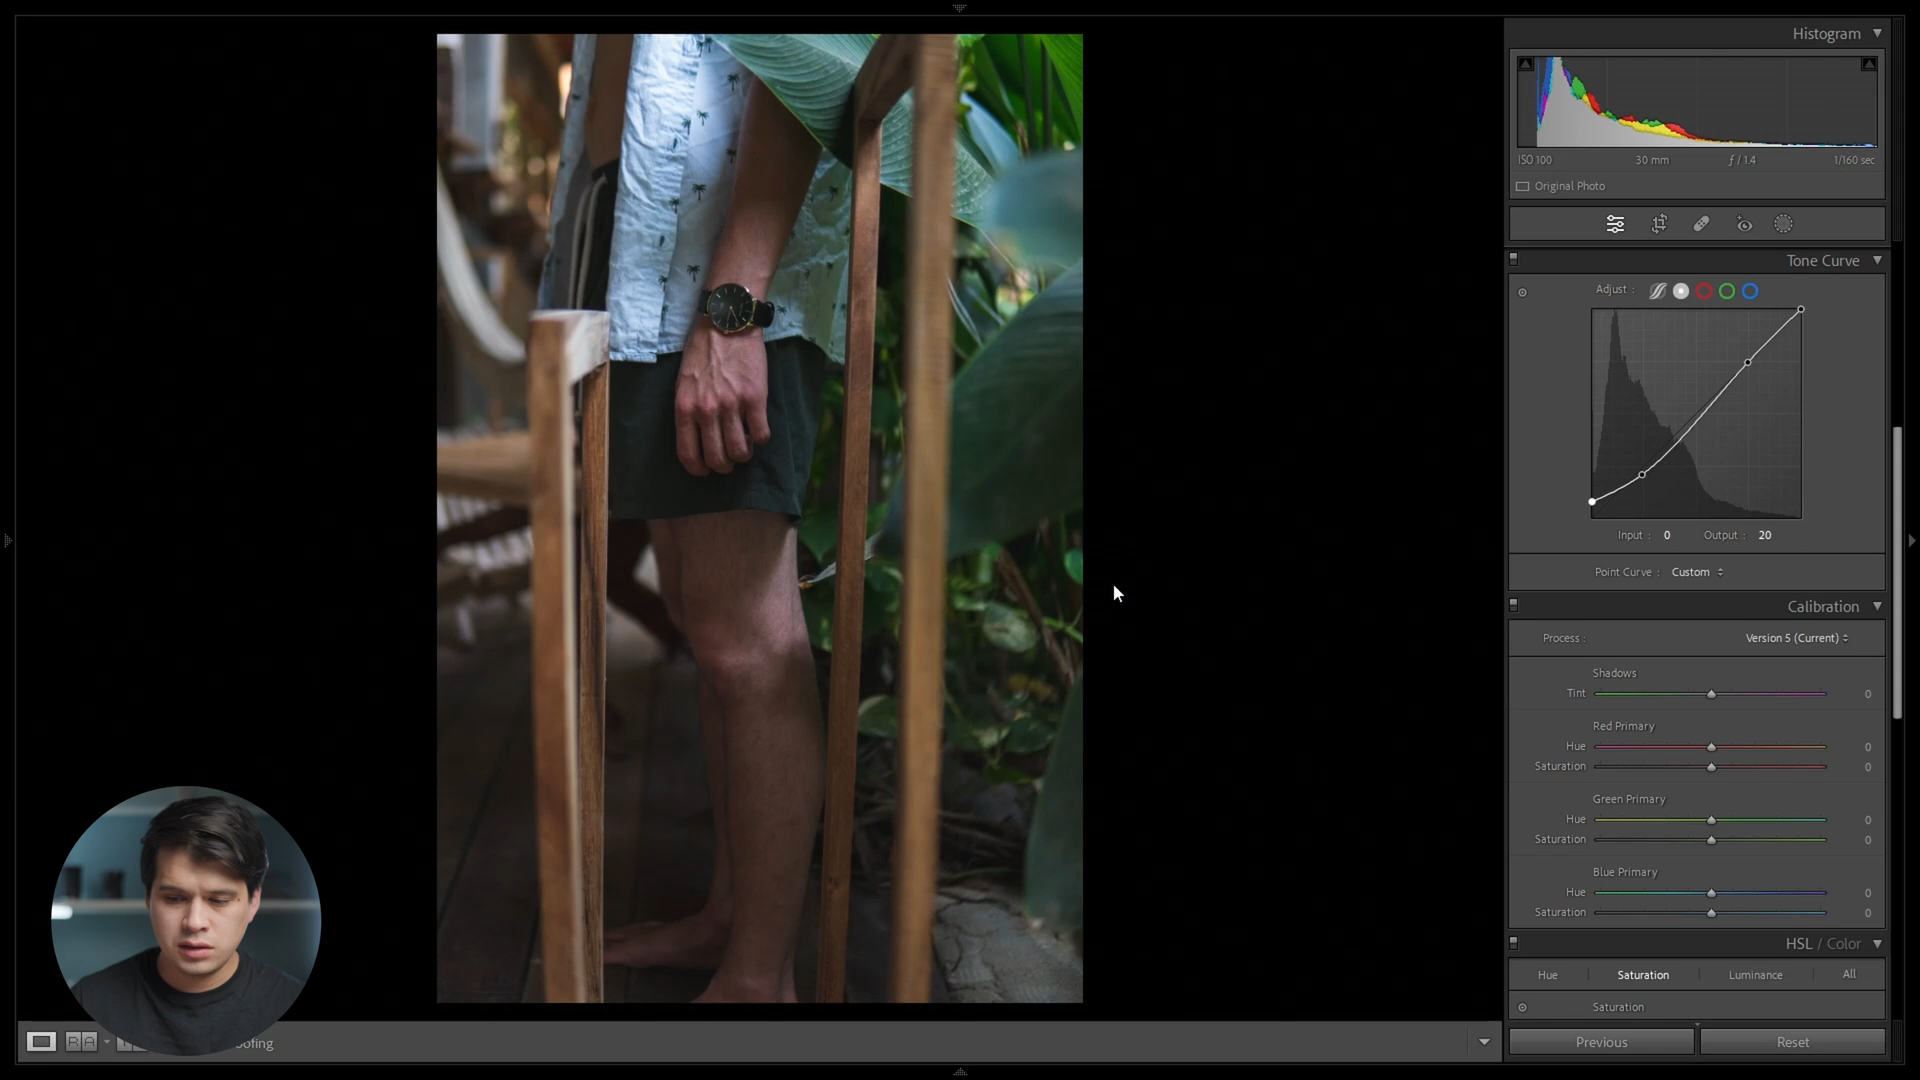 Histogram
ISO 100 30 mm ƒ / 1.4 1/160 sec
Original Photo
Tone Curve
Adjust :
Input : 0 Output : 20
Point Curve : Custom
Calibration
Process : Version 5 (Current)
Shadows
Tint 0
Red Primary
Hue 0
Saturation 0
Green Primary
Hue 0
Saturation 0
Blue Primary
Hue 0
Saturation 0
HSL / Color
Hue Saturation Luminance All
Saturation
Previous Reset
R A